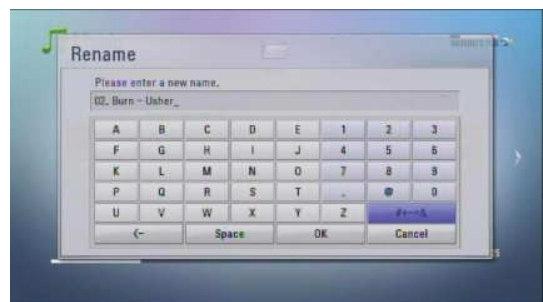 Rename
Please enter a new name.
02. Burn - Usher_
A B C D E 1 2 3
F G H I J 4 5 6
K L M N O 7 8 9
P Q R S T . @ 0
U V W X Y Z #+-=&
<- Space OK Cancel